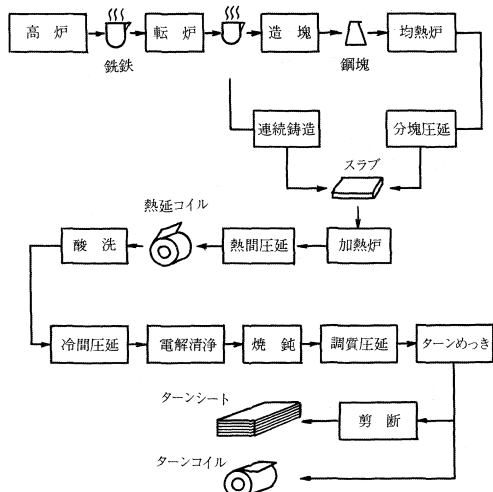 高炉
転炉
造塊
均熱炉
銑鉄
鋼塊
連続鋳造
分塊圧延
スラブ
熱延コイル
酸洗
熱間圧延
加熱炉
冷間圧延
電解清浄
焼鈍
調質圧延
ターンめっき
ターンシート
剪断
ターンコイル